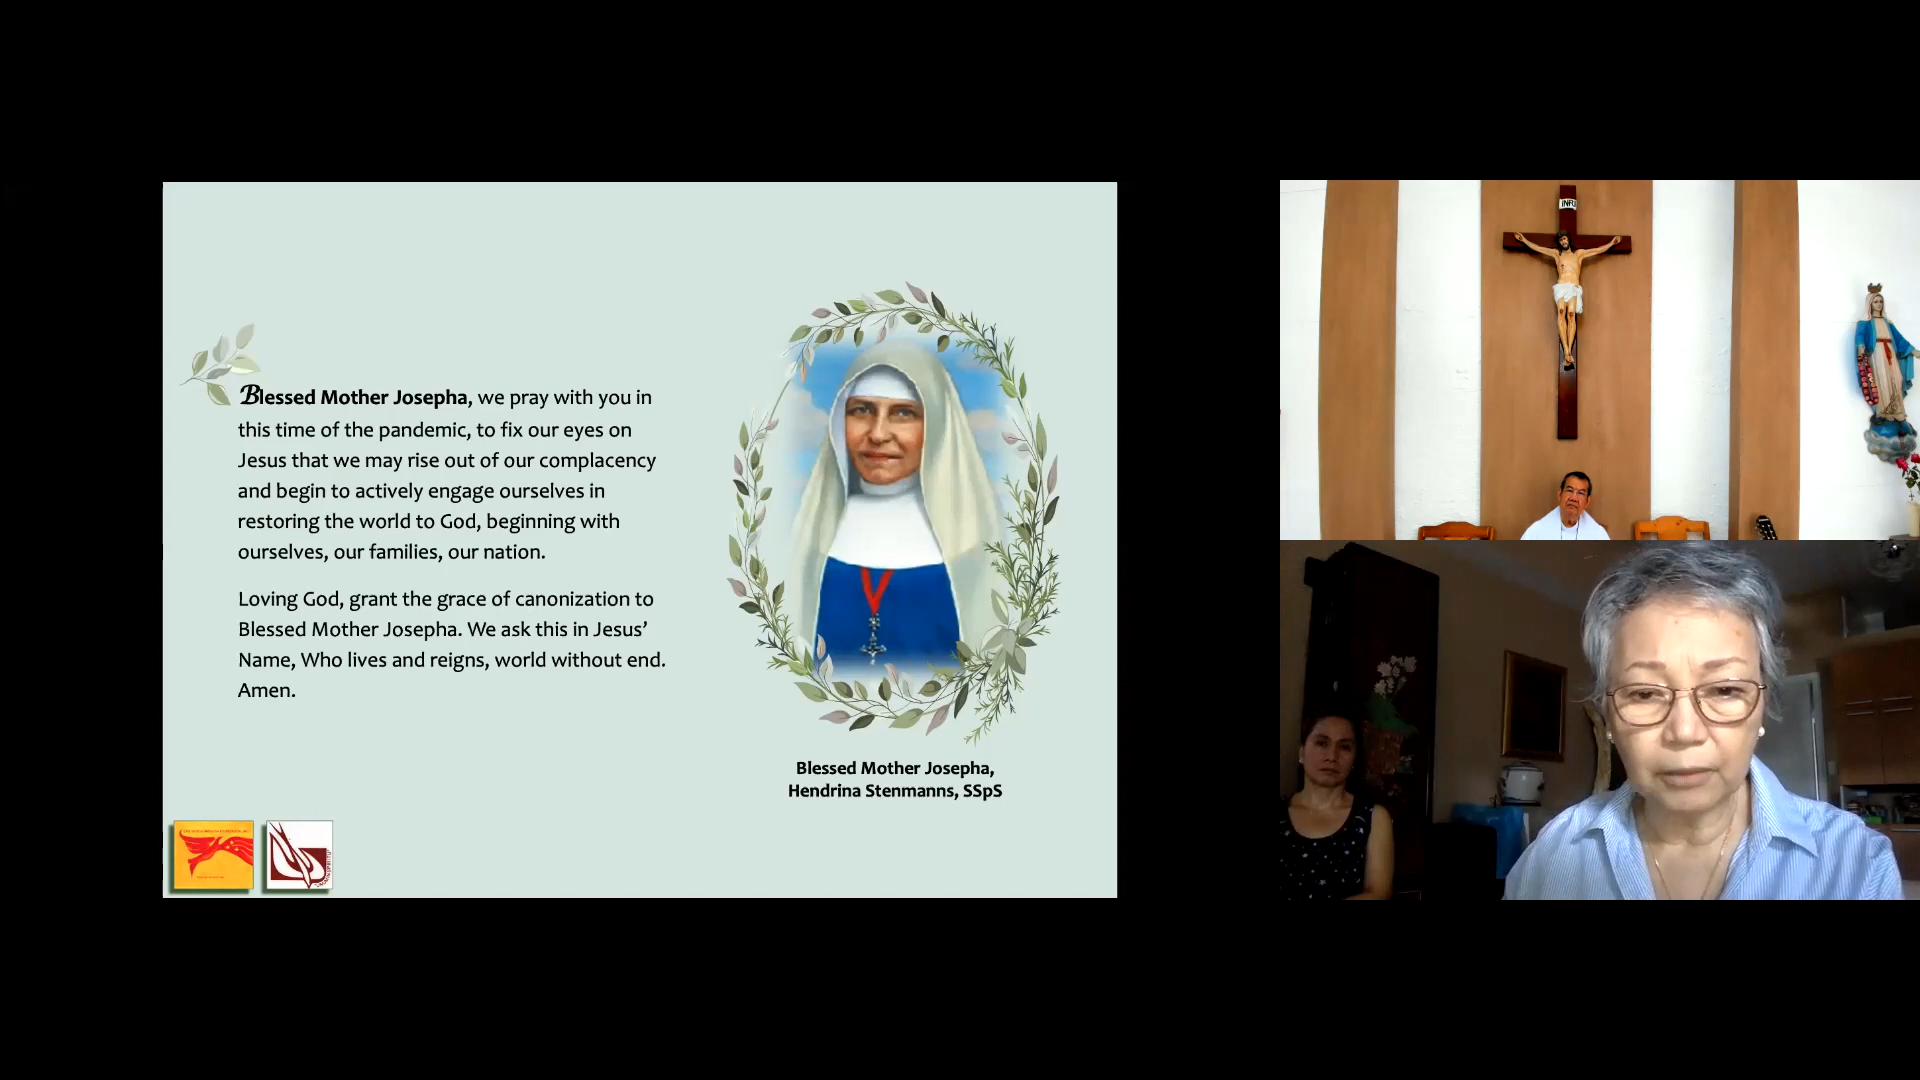 Blessed Mother Josepha, we pray with you in
this time of the pandemic, to fix our eyes on
Jesus that we may rise out of our complacency
and begin to actively engage ourselves in
restoring the world to God, beginning with
ourselves, our families, our nation.
Loving God, grant the grace of canonization to
Blessed Mother Josepha. We ask this in Jesus’
Name, Who lives and reigns, world without end.
Amen.
Blessed Mother Josepha,
Hendrina Stenmanns, SSpS
INRI